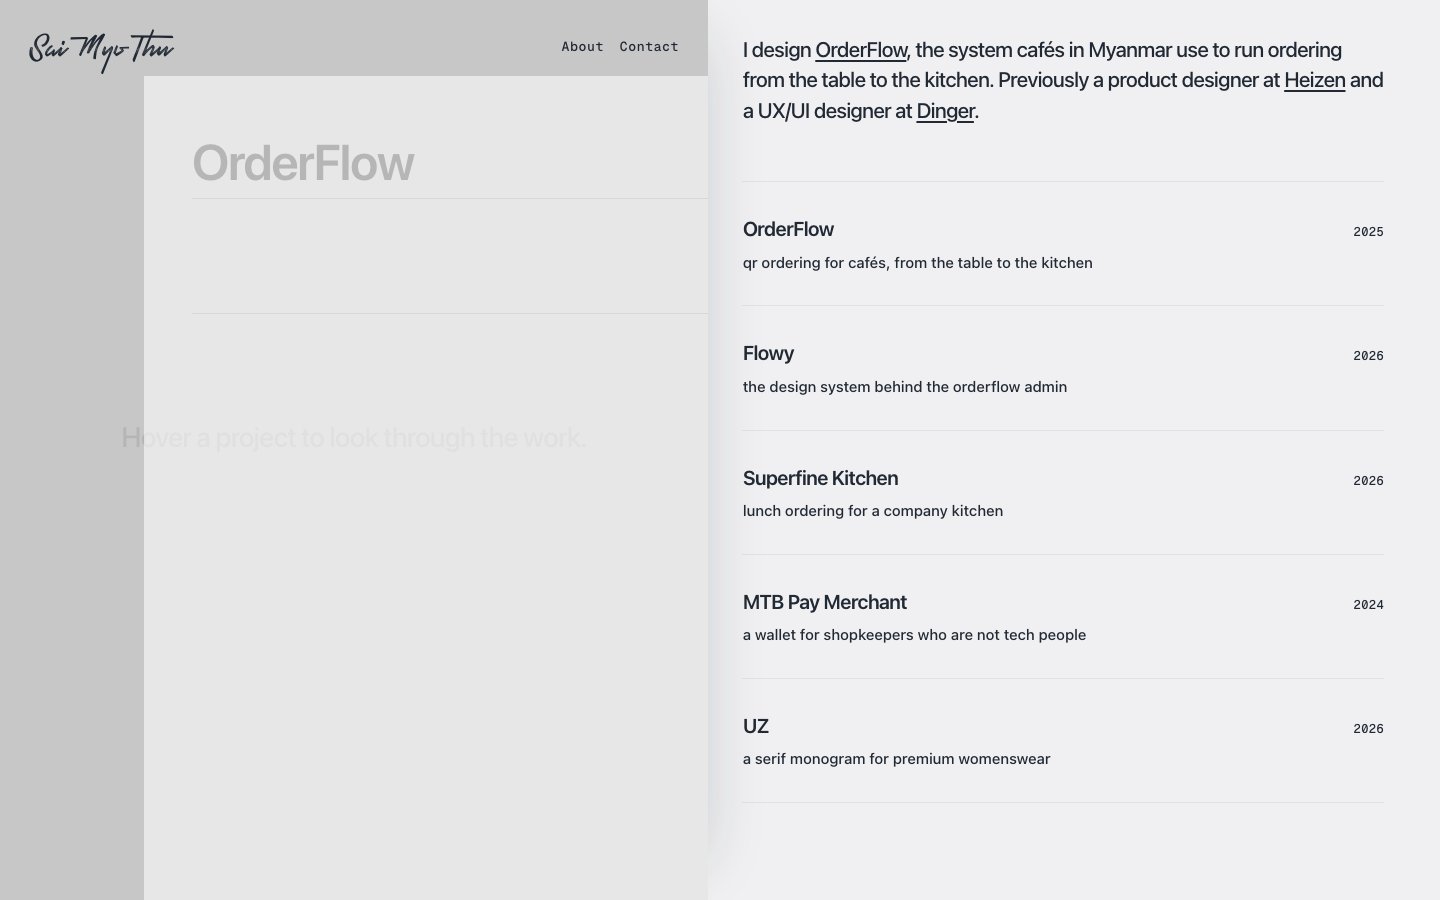 Sai Myo Thu
About Contact
OrderFlow
Hover a project to look through the work.
I design OrderFlow, the system cafés in Myanmar use to run ordering
from the table to the kitchen. Previously a product designer at Heizen and
a UX/UI designer at Dinger.
OrderFlow 2025
qr ordering for cafés, from the table to the kitchen
Flowy 2026
the design system behind the orderflow admin
Superfine Kitchen 2026
lunch ordering for a company kitchen
MTB Pay Merchant 2024
a wallet for shopkeepers who are not tech people
UZ 2026
a serif monogram for premium womenswear